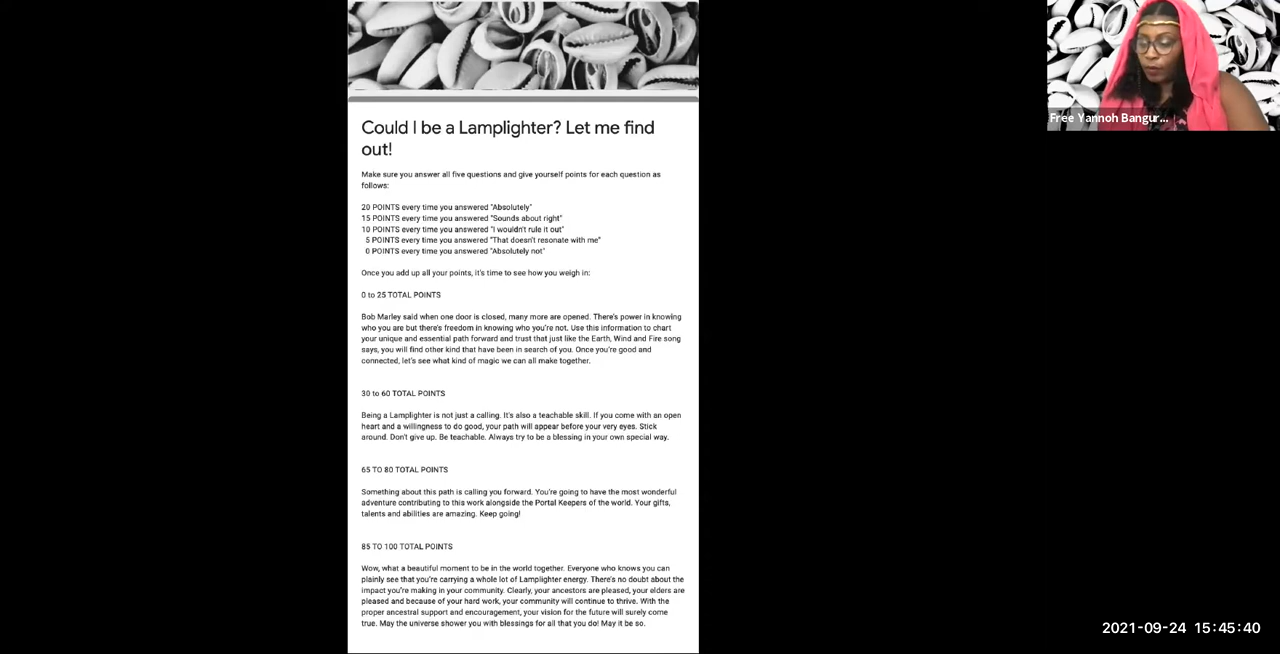 Could I be a Lamplighter? Let me find
out!
Make sure you answer all five questions and give yourself points for each question as
follows:
20 POINTS every time you answered "Absolutely"
15 POINTS every time you answered "Sounds about right"
10 POINTS every time you answered "I wouldn't rule it out"
5 POINTS every time you answered "That doesn't resonate with me"
0 POINTS every time you answered "Absolutely not"
Once you add up all your points, it's time to see how you weigh in:
0 to 25 TOTAL POINTS
Bob Marley said when one door is closed, many more are opened. There's power in knowing
who you are but there's freedom in knowing who you're not. Use this information to chart
your unique and essential path forward and trust that just like the Earth, Wind and Fire song
says, you will find other kind that have been in search of you. Once you're good and
connected, let's see what kind of magic we can all make together.
30 to 60 TOTAL POINTS
Being a Lamplighter is not just a calling. It's also a teachable skill. If you come with an open
heart and a willingness to do good, your path will appear before your very eyes. Stick
around. Don't give up. Be teachable. Always try to be a blessing in your own special way.
65 TO 80 TOTAL POINTS
Something about this path is calling you forward. You're going to have the most wonderful
adventure contributing to this work alongside the Portal Keepers of the world. Your gifts,
talents and abilities are amazing. Keep going!
85 TO 100 TOTAL POINTS
Wow, what a beautiful moment to be in the world together. Everyone who knows you can
plainly see that you're carrying a whole lot of Lamplighter energy. There's no doubt about the
impact you're making in your community. Clearly, your ancestors are pleased, your elders are
pleased and because of your hard work, your community will continue to thrive. With the
proper ancestral support and encouragement, your vision for the future will surely come
true. May the universe shower you with blessings for all that you do! May it be so.
Free Yannoh Bangur...
2021-09-24 15:45:40